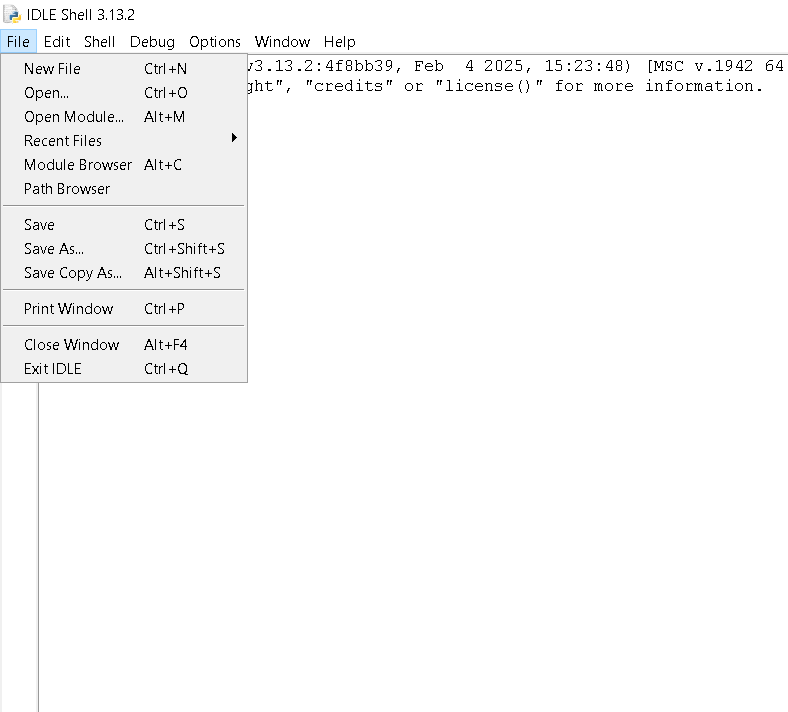 IDLE Shell 3.13.2
File Edit Shell Debug Options Window Help
v3.13.2:4f8bb39, Feb  4 2025, 15:23:48) [MSC v.1942 64
ght", "credits" or "license()" for more information.
New File Ctrl+N
Open... Ctrl+O
Open Module... Alt+M
Recent Files
Module Browser Alt+C
Path Browser
Save Ctrl+S
Save As... Ctrl+Shift+S
Save Copy As... Alt+Shift+S
Print Window Ctrl+P
Close Window Alt+F4
Exit IDLE Ctrl+Q